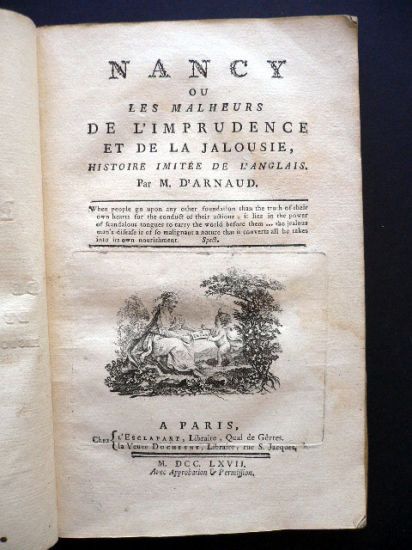 NANCY
OU
LES MALHEURS
DE L'IMPRUDENCE
ET DE LA JALOUSIE,
HISTOIRE IMITÉE DE L'ANGLAIS.
Par M. D'ARNAUD.
When people go upon any other foundation than the truth of their
own hearts for the conduct of their actions, it lies in the power
of scandalous tongues to carry the world before them ... the jealous
man's disease is of so malignant a nature that it converts all he takes
into its own nourishment. Spect.
A PARIS,
Chez { L'ESCLAPART, Libraire, Quai de Gêvres.
la Veuve DUCHESNE, Libraire, rue S. Jacques,
M. DCC. LXVII.
Avec Approbation & Permission.